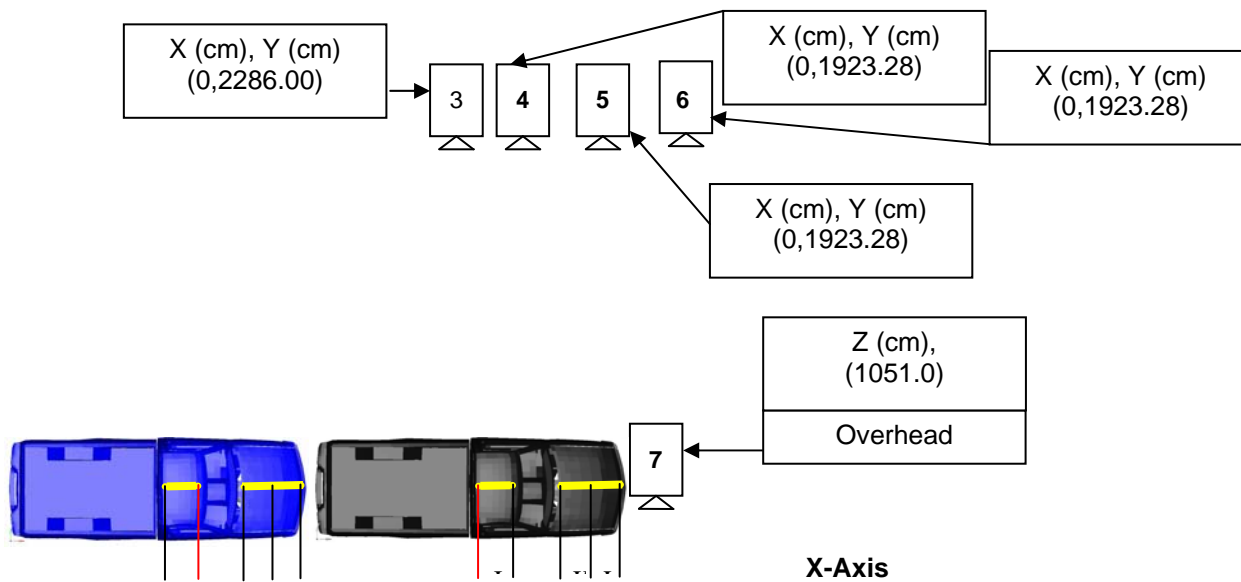 X (cm), Y (cm)
(0,2286.00)
3
4
5
6
X (cm), Y (cm)
(0,1923.28)
X (cm), Y (cm)
(0,1923.28)
X (cm), Y (cm)
(0,1923.28)
Z (cm),
(1051.0)
Overhead
7
X-Axis